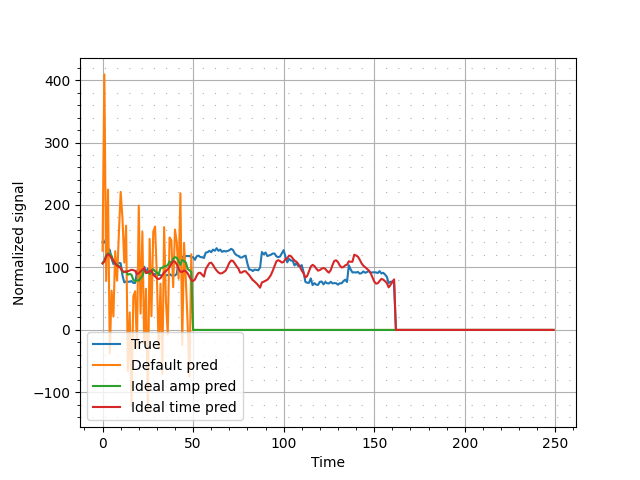 Normalized signal
400
300
200
100
0
−100
0
50
100
150
200
250
Time
True
Default pred
Ideal amp pred
Ideal time pred